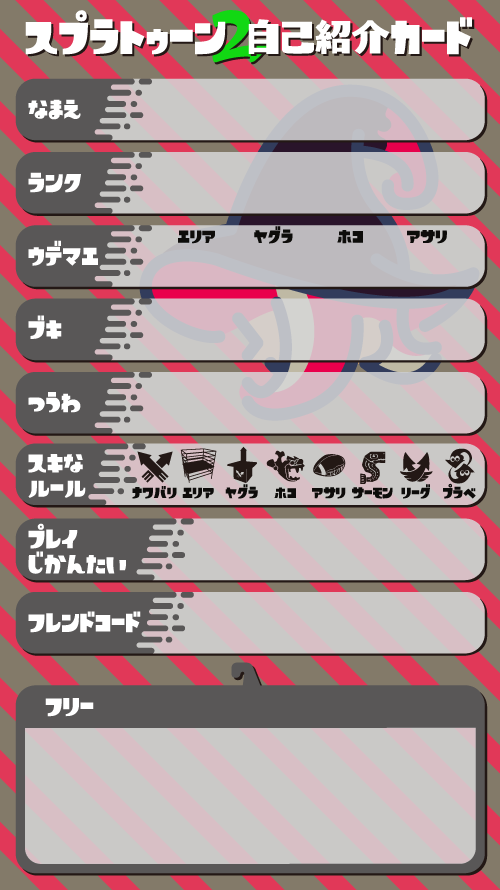 スプラトゥーン2自己紹介カード
なまえ
ランク
ウデマエ
エリア ヤグラ ホコ アサリ
ブキ
つうわ
スキな
ルール
ナワバリ エリア ヤグラ ホコ アサリ サーモン リーグ プラベ
プレイ
じかんたい
フレンドコード
フリー